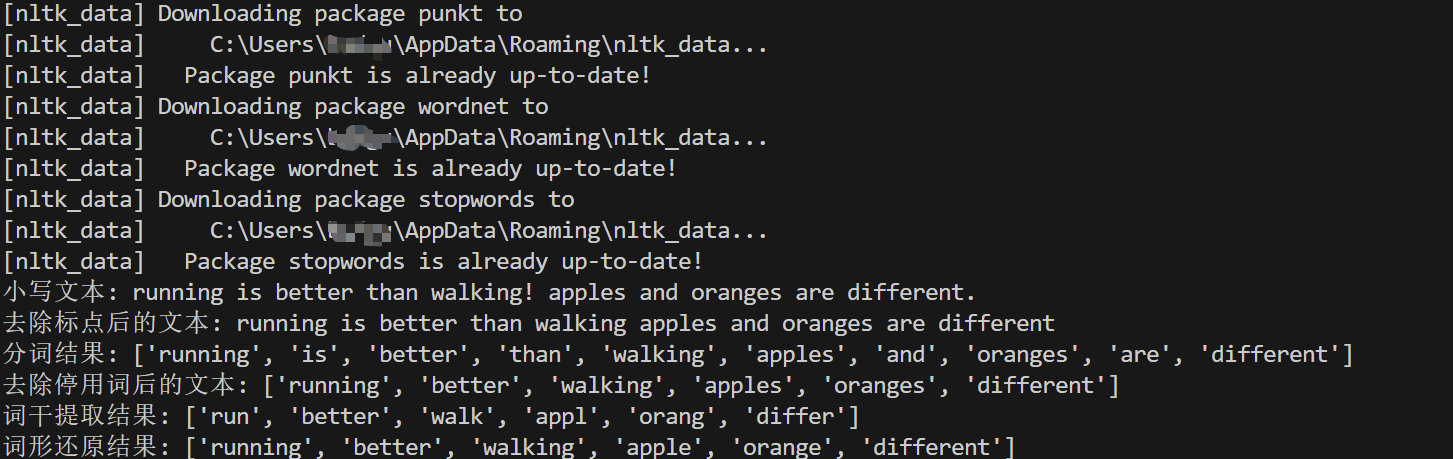 [nltk_data] Downloading package punkt to
[nltk_data]     C:\Users\\AppData\Roaming\nltk_data...
[nltk_data]   Package punkt is already up-to-date!
[nltk_data] Downloading package wordnet to
[nltk_data]     C:\Users\\AppData\Roaming\nltk_data...
[nltk_data]   Package wordnet is already up-to-date!
[nltk_data] Downloading package stopwords to
[nltk_data]     C:\Users\\AppData\Roaming\nltk_data...
[nltk_data]   Package stopwords is already up-to-date!
小写文本: running is better than walking! apples and oranges are different.
去除标点后的文本: running is better than walking apples and oranges are different
分词结果: ['running', 'is', 'better', 'than', 'walking', 'apples', 'and', 'oranges', 'are', 'different']
去除停用词后的文本: ['running', 'better', 'walking', 'apples', 'oranges', 'different']
词干提取结果: ['run', 'better', 'walk', 'appl', 'orang', 'differ']
词形还原结果: ['running', 'better', 'walking', 'apple', 'orange', 'different']